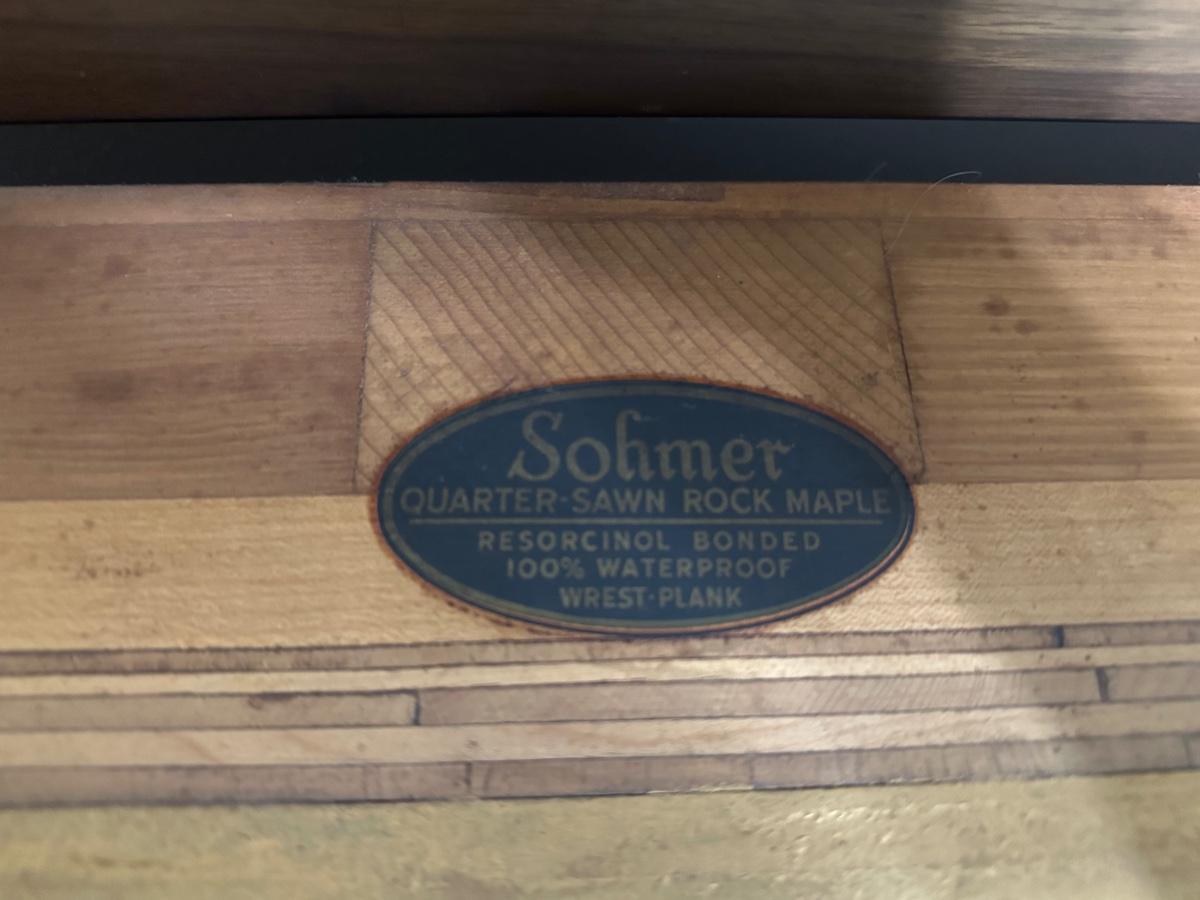 Sohmer
QUARTER-SAWN ROCK MAPLE
RESORCINOL BONDED
100% WATERPROOF
WREST-PLANK